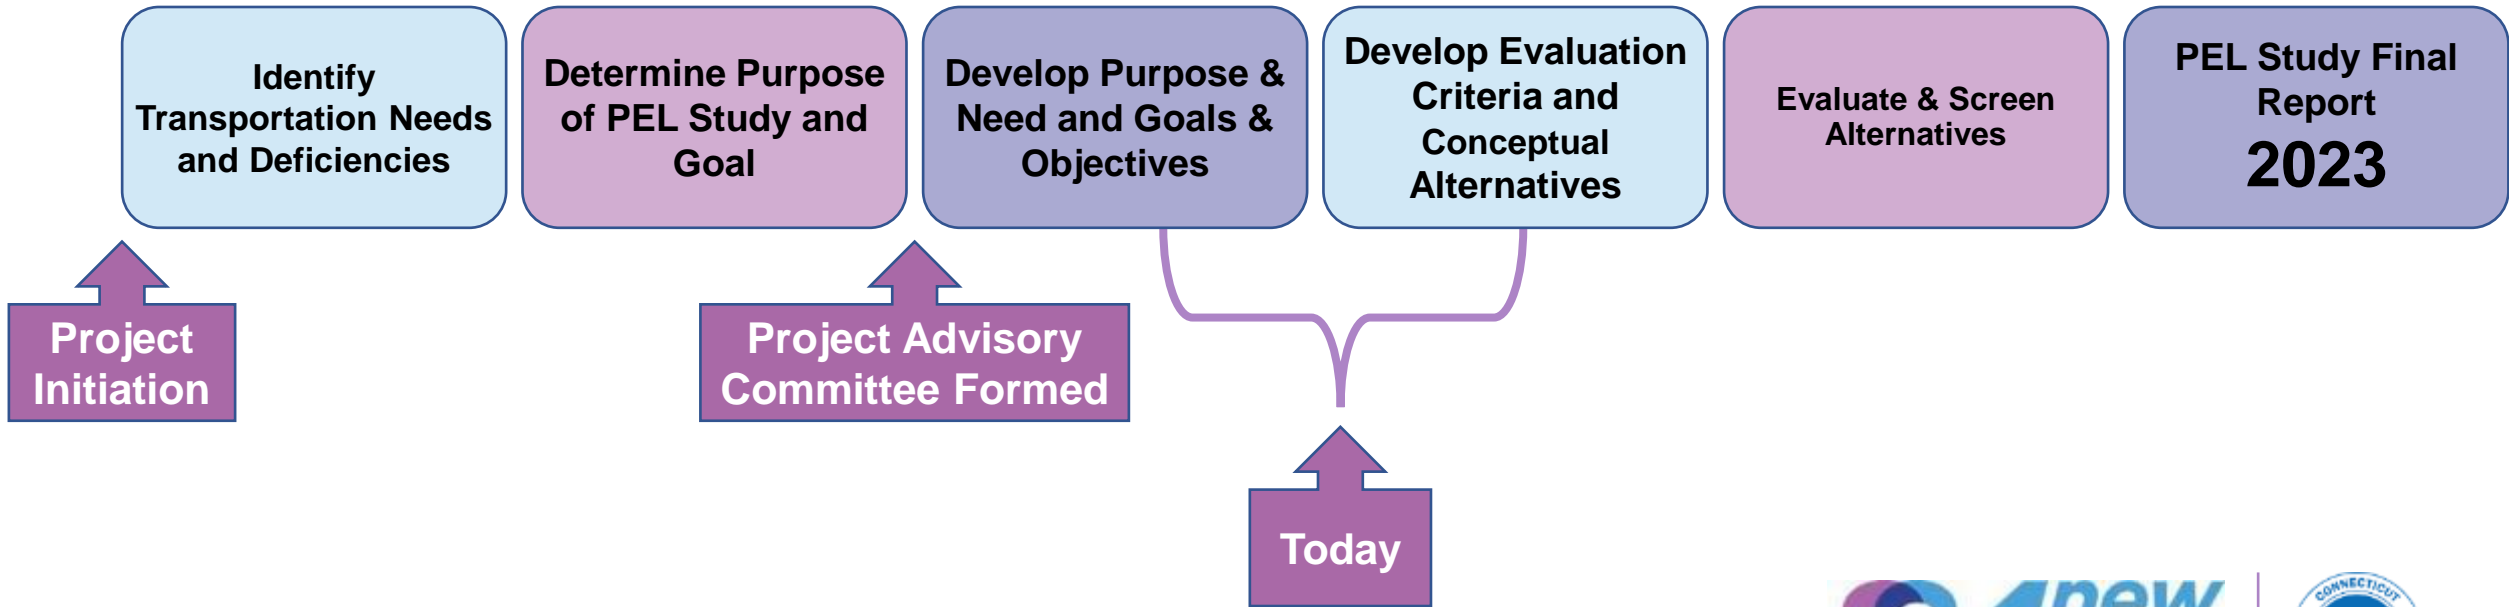 Identify
Transportation Needs
and Deficiencies
Determine Purpose
of PEL Study and
Goal
Develop Purpose &
Need and Goals &
Objectives
Develop Evaluation
Criteria and
Conceptual
Alternatives
Evaluate & Screen
Alternatives
PEL Study Final
Report
2023
Project
Initiation
Project Advisory
Committee Formed
Today
new
CONNECTICUT